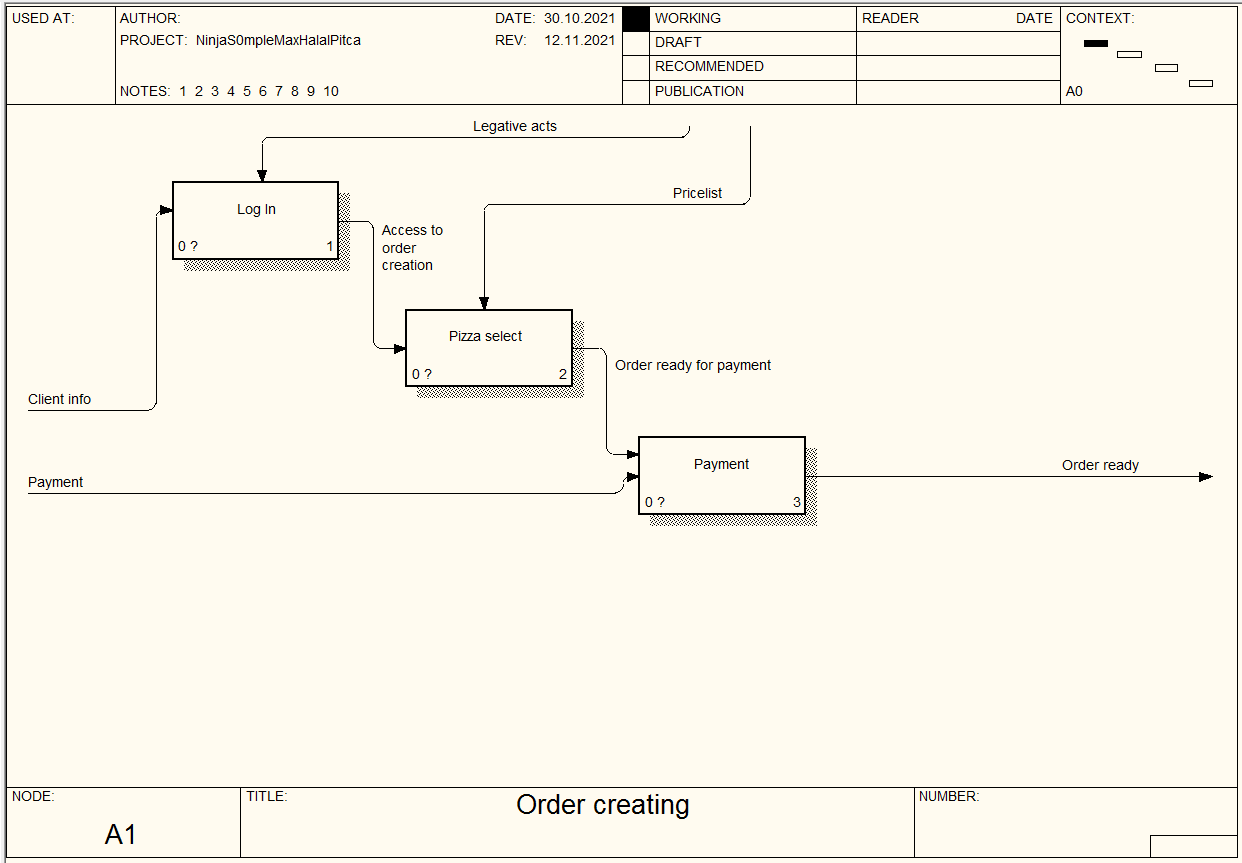 USED AT:
AUTHOR:
DATE: 30.10.2021
WORKING
READER
DATE
CONTEXT:
PROJECT: NinjaS0mpleMaxHalalPitca
REV: 12.11.2021
DRAFT
RECOMMENDED
NOTES: 1 2 3 4 5 6 7 8 9 10
PUBLICATION
A0
Legative acts
Pricelist
Log In
0 ?
1
Access to
order
creation
Pizza select
0 ?
2
Order ready for payment
Client info
Payment
Payment
0 ?
3
Order ready
NODE:
A1
TITLE:
Order creating
NUMBER: